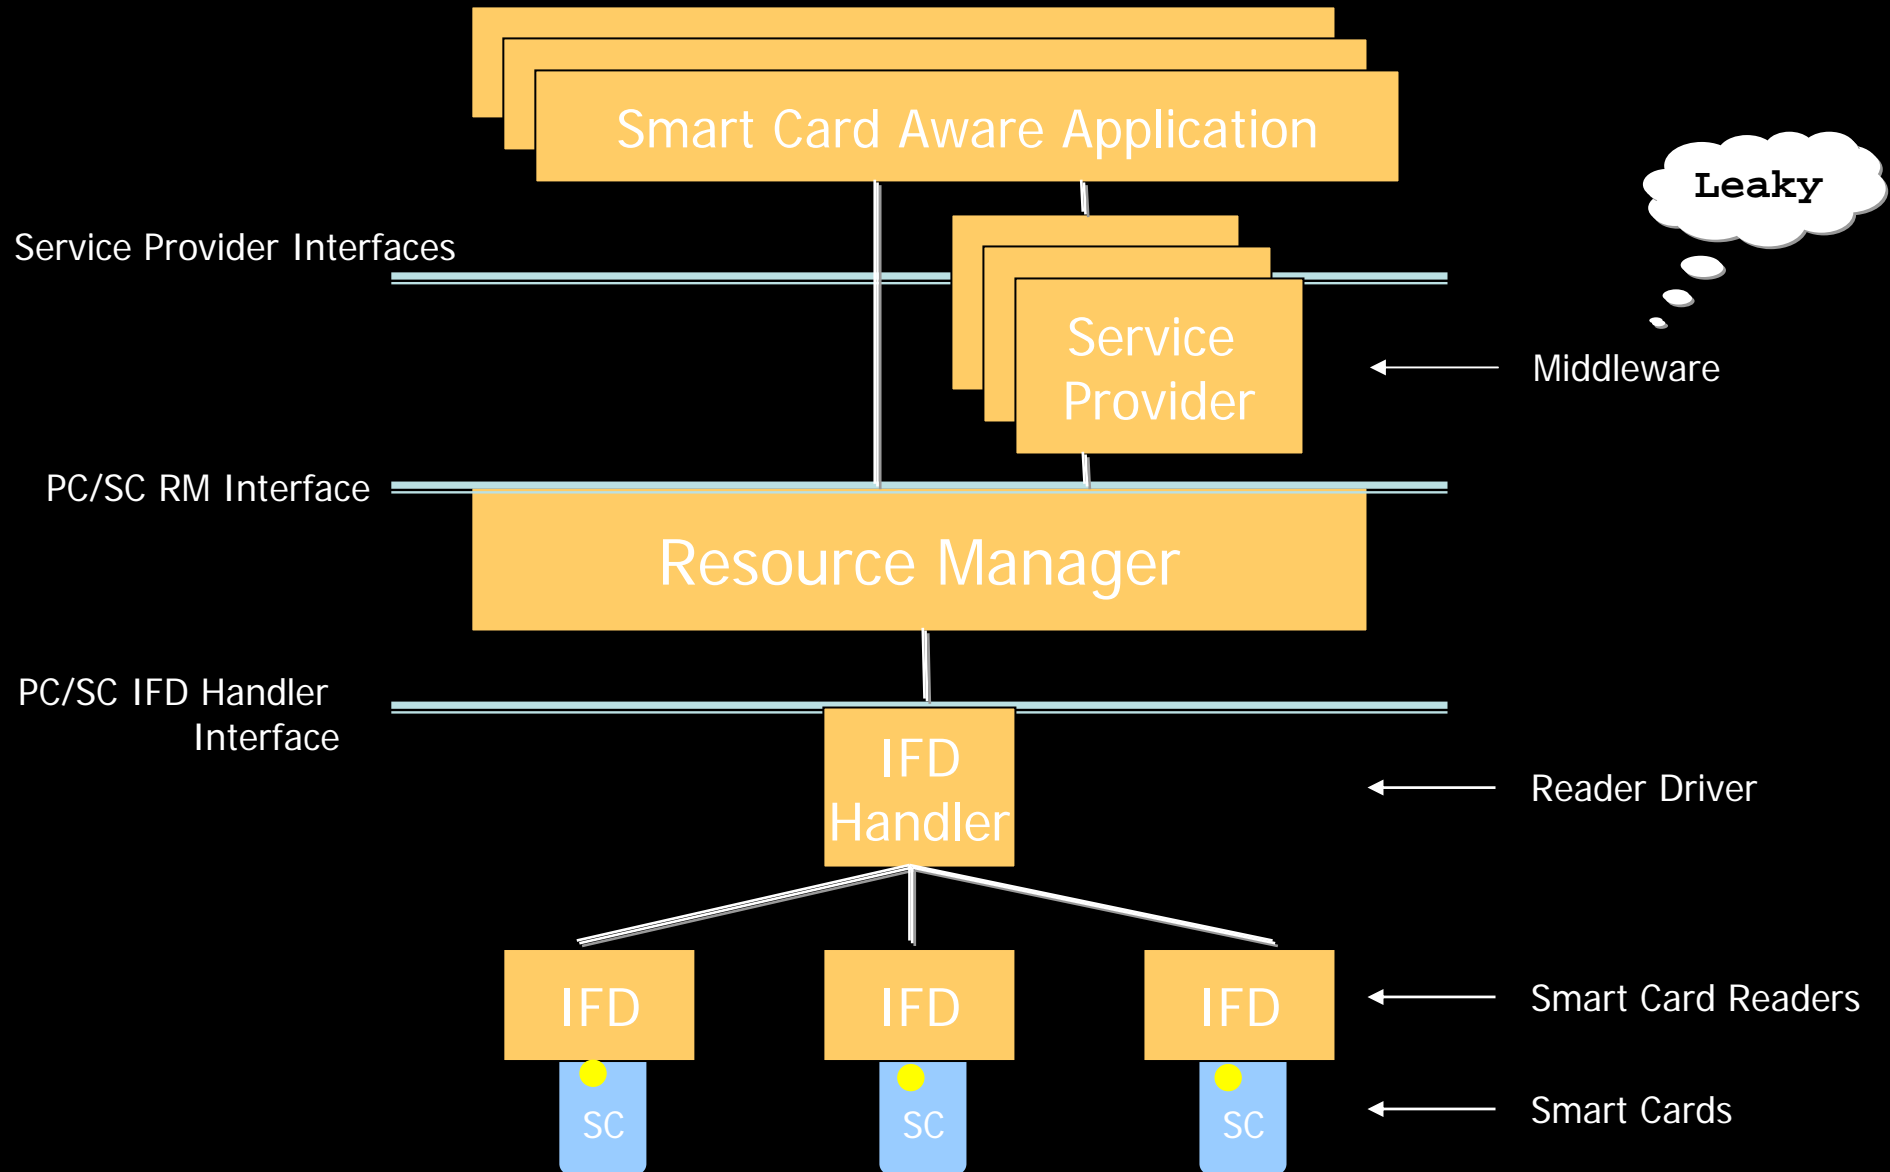 Smart Card Aware Application
Leaky
Service Provider Interfaces
Service
Provider
Middleware
PC/SC RM Interface
Resource Manager
PC/SC IFD Handler
Interface
IFD
Handler
Reader Driver
IFD
IFD
IFD
Smart Card Readers
SC
SC
SC
Smart Cards